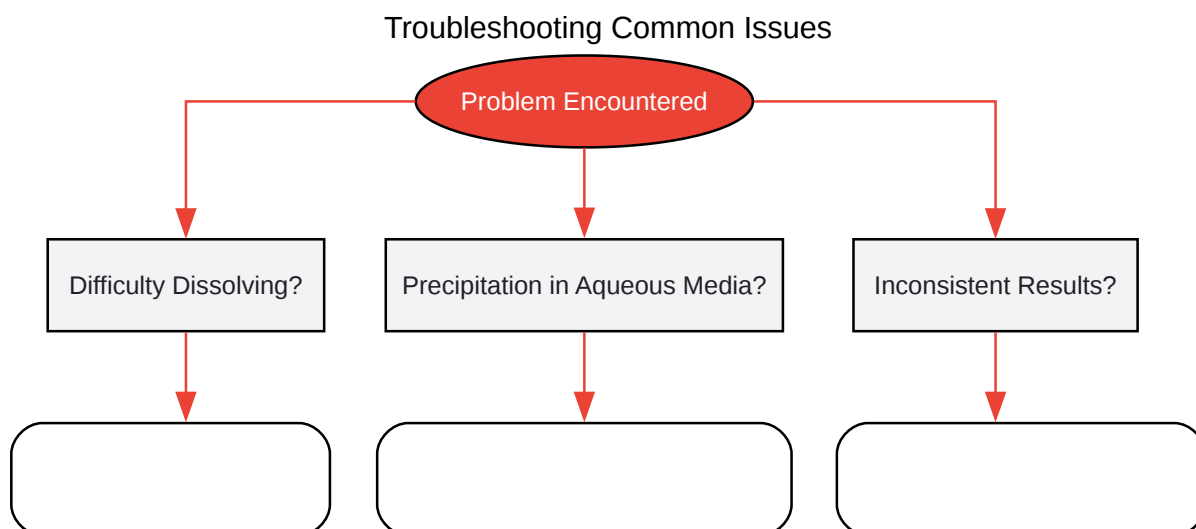 Troubleshooting Common Issues
Problem Encountered
Difficulty Dissolving?
Precipitation in Aqueous Media?
Inconsistent Results?